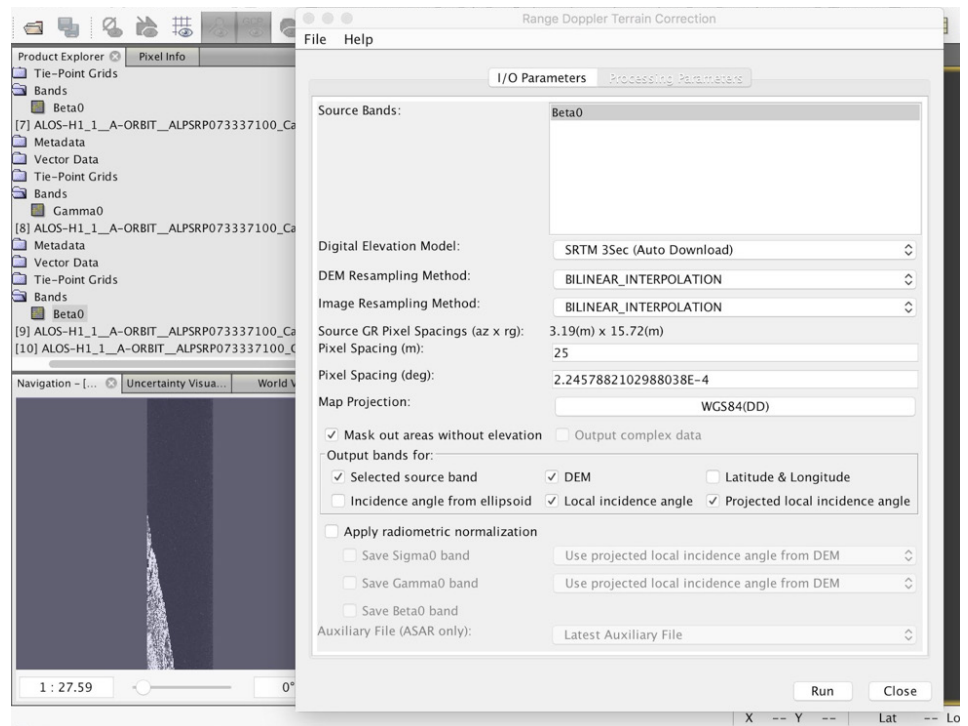 Range Doppler Terrain Correction
File Help
Product Explorer Pixel Info
Tie-Point Grids
Bands
Beta0
[7] ALOS-H1_1__A-ORBIT__ALPSRP073337100_Ca
Metadata
Vector Data
Tie-Point Grids
Bands
Gamma0
[8] ALOS-H1_1__A-ORBIT__ALPSRP073337100_Ca
Metadata
Vector Data
Tie-Point Grids
Bands
Beta0
[9] ALOS-H1_1__A-ORBIT__ALPSRP073337100_Ca
[10] ALOS-H1_1__A-ORBIT__ALPSRP073337100_C
Navigation - [... Uncertainty Visua... World V
1 : 27.59 0°
I/O Parameters Processing Parameters
Source Bands: Beta0
Digital Elevation Model: SRTM 3Sec (Auto Download)
DEM Resampling Method: BILINEAR_INTERPOLATION
Image Resampling Method: BILINEAR_INTERPOLATION
Source GR Pixel Spacings (az x rg): 3.19(m) x 15.72(m)
Pixel Spacing (m): 25
Pixel Spacing (deg): 2.2457882102988038E-4
Map Projection: WGS84(DD)
Mask out areas without elevation Output complex data
Output bands for:
Selected source band DEM Latitude & Longitude
Incidence angle from ellipsoid Local incidence angle Projected local incidence angle
Apply radiometric normalization
Save Sigma0 band Use projected local incidence angle from DEM
Save Gamma0 band Use projected local incidence angle from DEM
Save Beta0 band
Auxiliary File (ASAR only): Latest Auxiliary File
Run Close
X -- Y -- Lat -- Lo